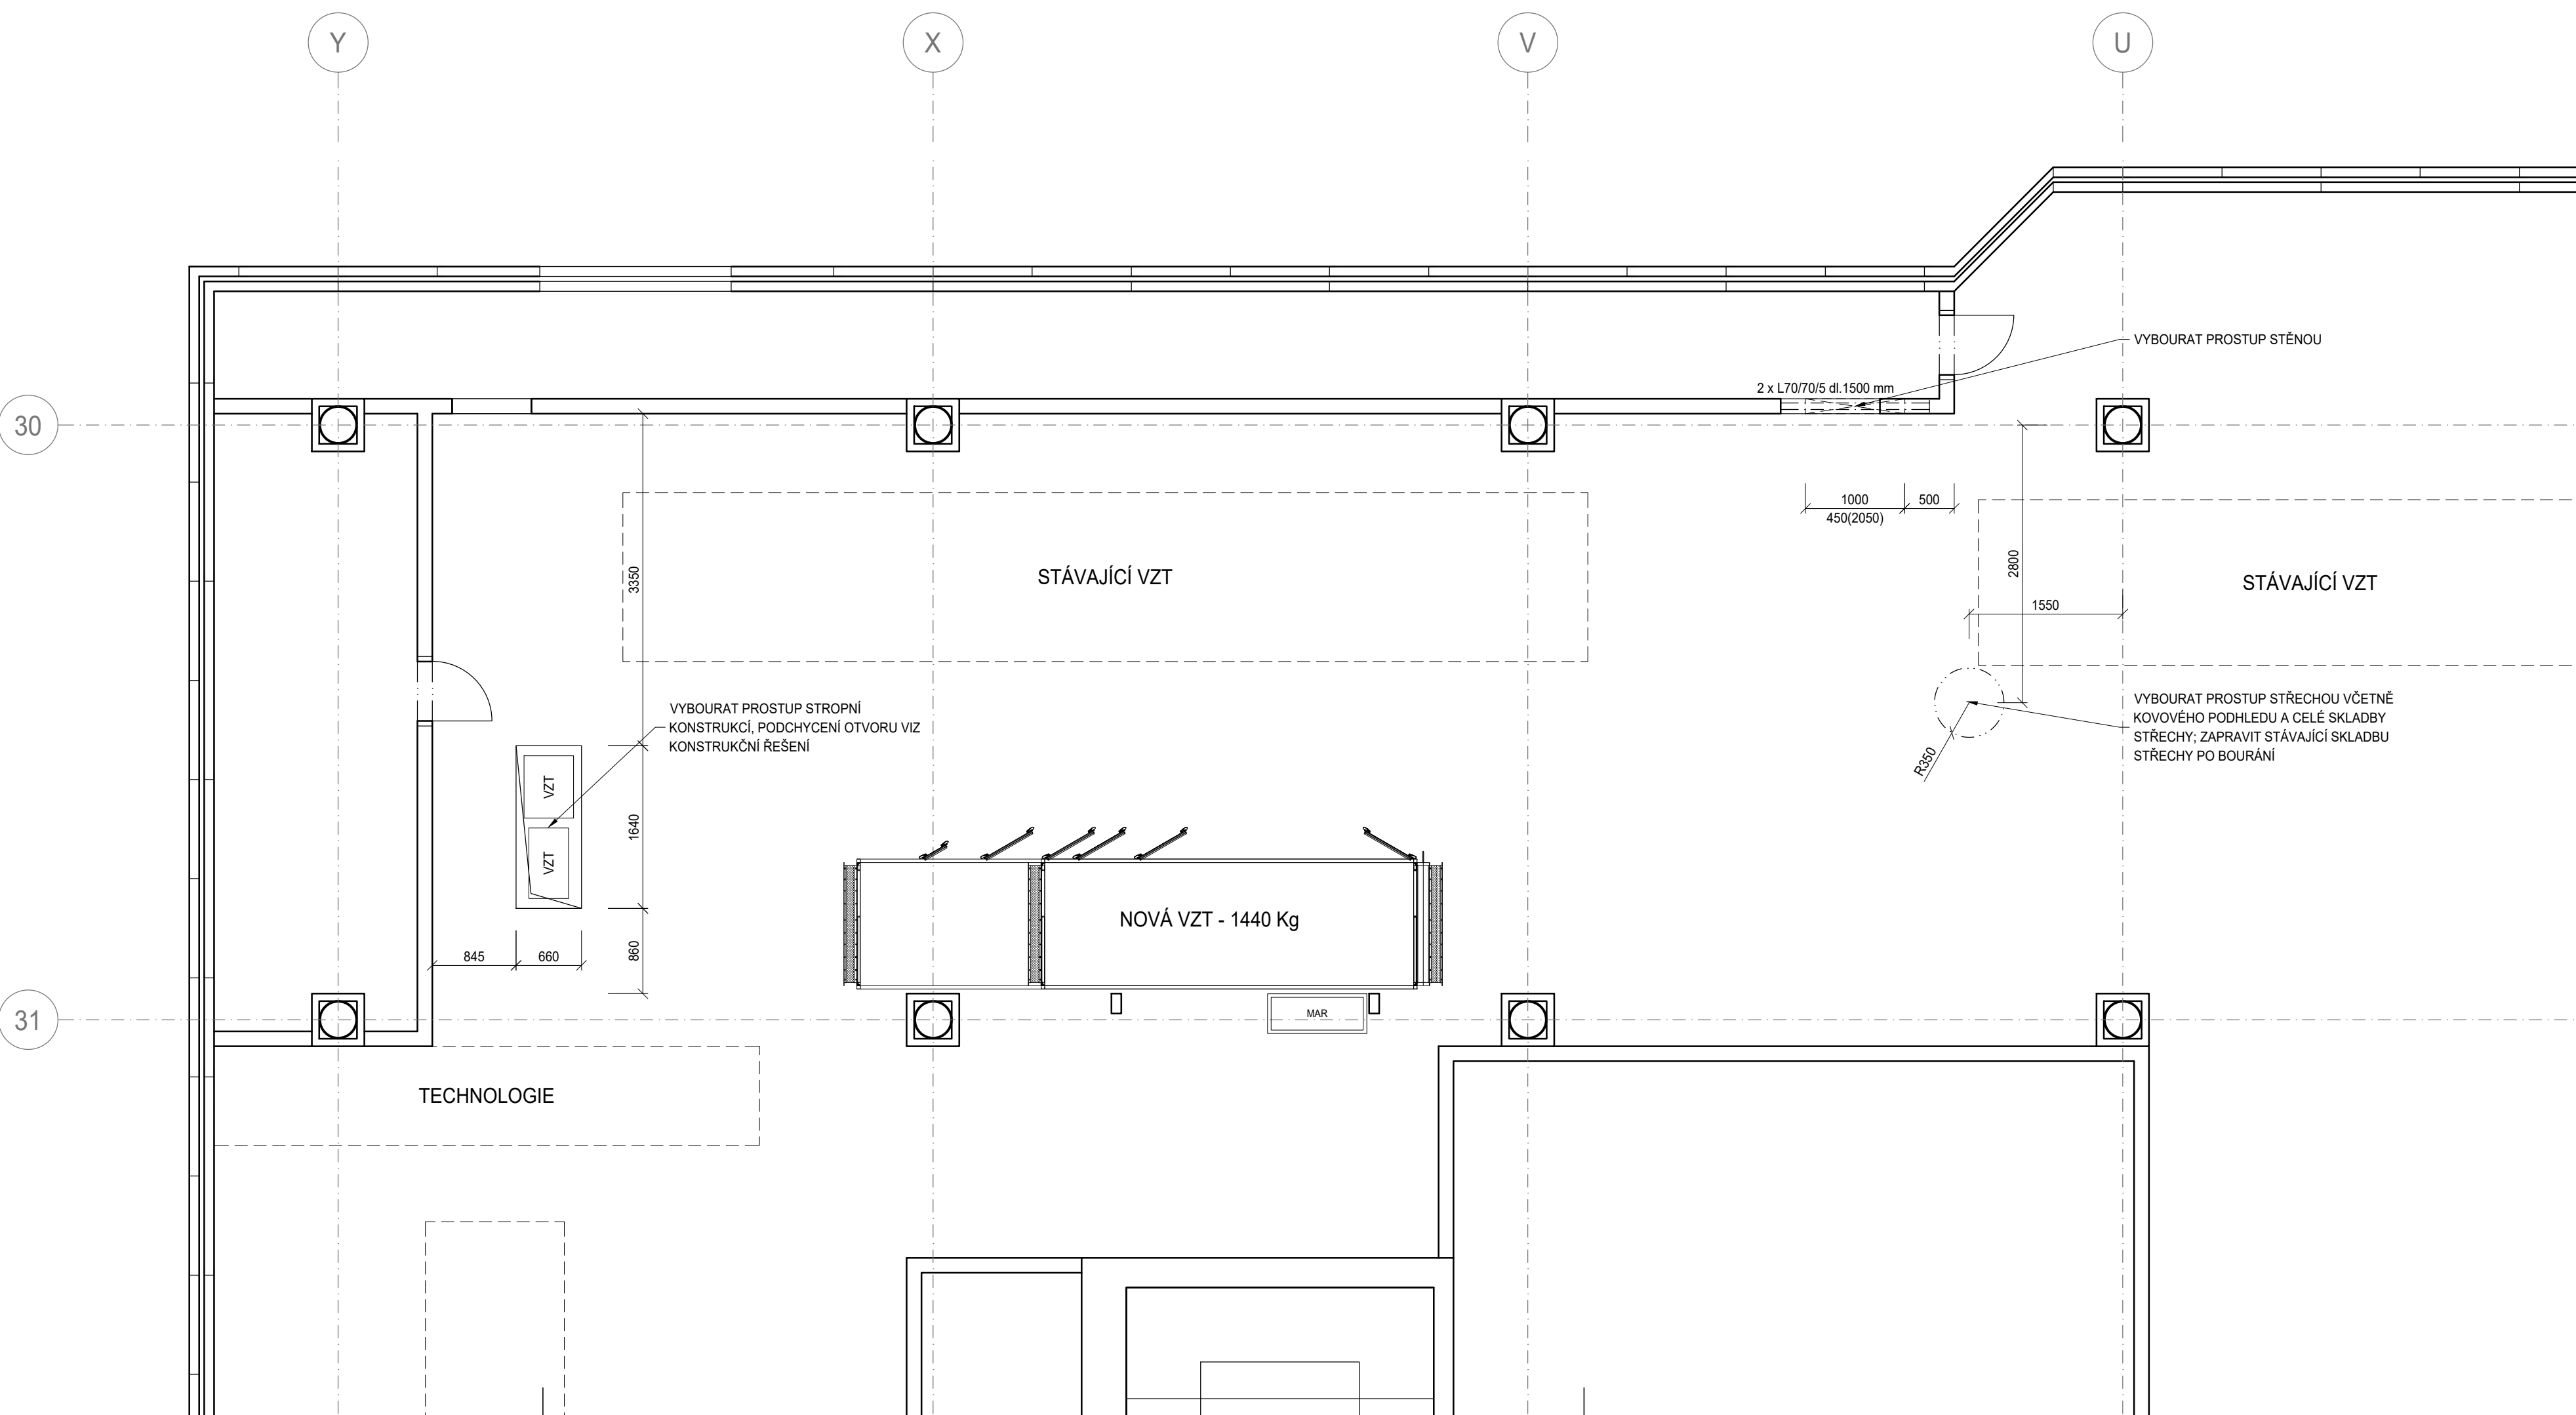 Y
X
V
U
VYBOURAT PROSTUP STĚNOU
2 x L70/70/5 dl.1500 mm
30
1000
500
450(2050)
2800
3350
STÁVAJÍCÍ VZT
STÁVAJÍCÍ VZT
1550
VYBOURAT PROSTUP STROPNÍ
KONSTRUKCÍ, PODCHYCENÍ OTVORU VIZ
KONSTRUKČNÍ ŘEŠENÍ
VYBOURAT PROSTUP STŘECHOU VČETNĚ
KOVOVÉHO PODHLEDU A CELÉ SKLADBY
STŘECHY; ZAPRAVIT STÁVAJÍCÍ SKLADBU
STŘECHY PO BOURÁNÍ
R350
VZT
VZT
1640
NOVÁ VZT - 1440 Kg
845
660
860
31
MAR
TECHNOLOGIE